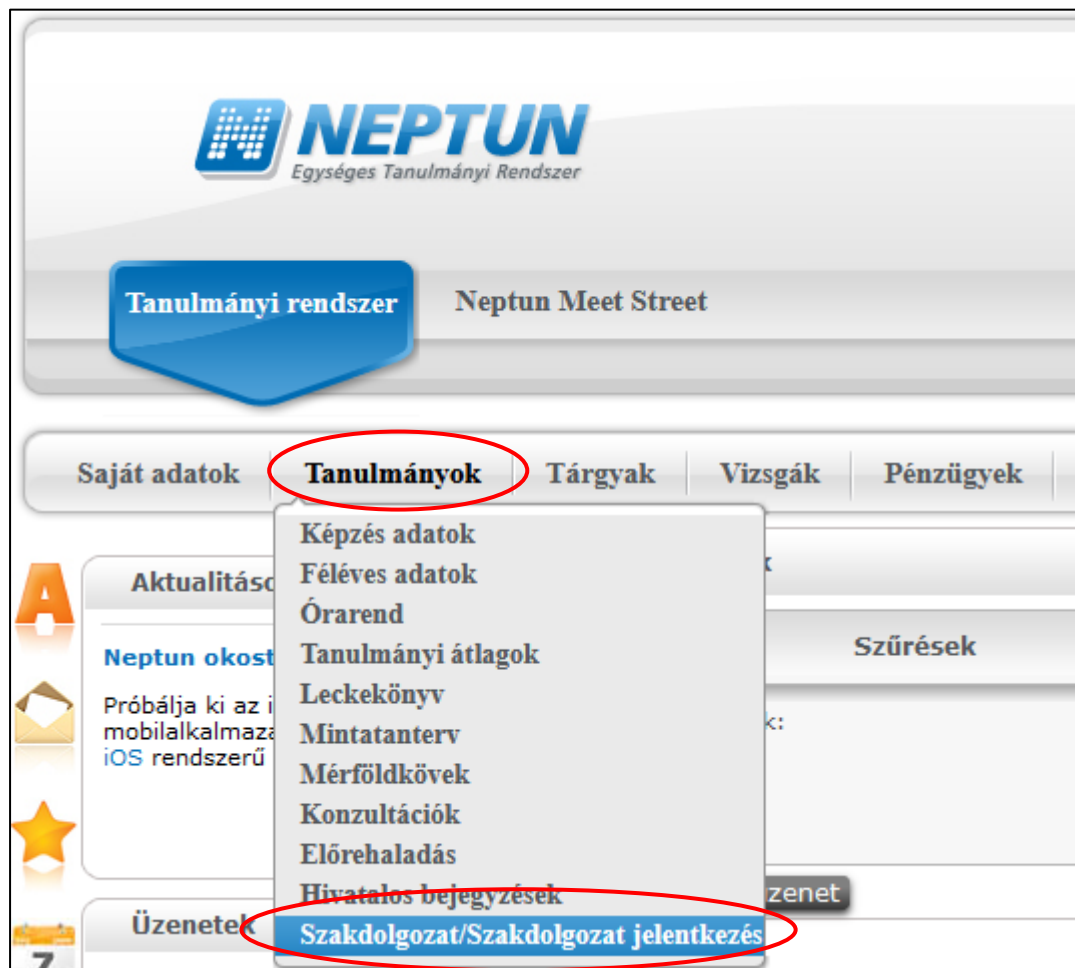 NEPTUN
Egységes Tanulmányi Rendszer
Tanulmányi rendszer
Neptun Meet Street
Saját adatok
Tanulmányok
Tárgyak
Vizsgák
Pénzügyek
Képzés adatok
Féléves adatok
Órarend
Tanulmányi átlagok
Leckekönyv
Mintatanterv
Mérföldkövek
Konzultációk
Előrehaladás
Hivatalos bejegyzések
Szakdolgozat/Szakdolgozat jelentkezés
Szűrések
k:
zenet
Neptun okost
Próbálja ki az i
mobilalkalmaza
iOS rendszerű
Üzenetek
7